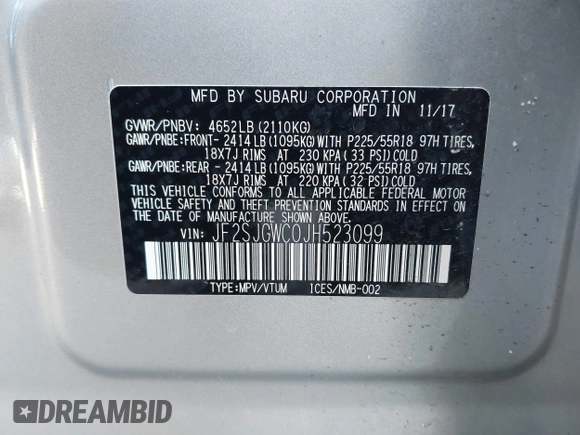 MFD BY SUBARU CORPORATION
MFD IN 11/17
GVWR/PNBV: 4652LB(2110KG)
GAWR/PNBE:FRONT- 2414LB(1095KG)WITH P225/55R18 97H TIRES,
18X7J RIMS AT 230 KPA( 33 PSI)COLD
GAWR/PNBE:REAR - 2414LB(1095KG)WITH P225/55R18 97H TIRES,
18X7J RIMS AT 220 KPA( 32 PSI)COLD
THIS VEHICLE CONFORMS TO ALL APPLICABLE FEDERAL MOTOR
VEHICLE SAFETY AND THEFT PREVENTION STANDARDS IN EFFECT
ON THE DATE OF MANUFACTURE SHOWN ABOVE.
VIN: JF2SJGWC0JH523099
TYPE:MPV/VTUM ICES/NMB-002
DREAMBID